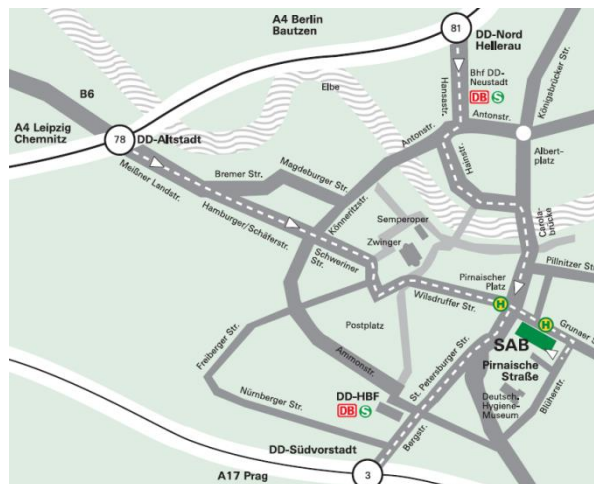 A4 Berlin
Bautzen
81
DD-Nord
Hellerau
B6
Elbe
Hansastr.
Bhf DD-
Neustadt
DB S
Königsbrücker Str.
A4 Leipzig
Chemnitz
78
DD-Altstadt
Antonstr.
Antonstr.
Albert-
platz
Meißner Landstr.
Bremer Str.
Magdeburger Str.
Hainstr.
Hamburger/Schäferstr.
Könneritzstr.
Semperoper
Zwinger
Carola-
brücke
Schweriner
Str.
Pillnitzer Str.
Pirnaischer
Platz
Wilsdruffer Str.
H
H
Grunaer S
Postplatz
SAB
Freiberger Str.
Ammonstr.
St. Petersburger Str.
Pirnaische
Straße
Nürnberger Str.
DD-HBF
DB S
Deutsch.
Hygiene-
Museum
Blüherstr.
Bergstr.
DD-Südvorstadt
3
A17 Prag